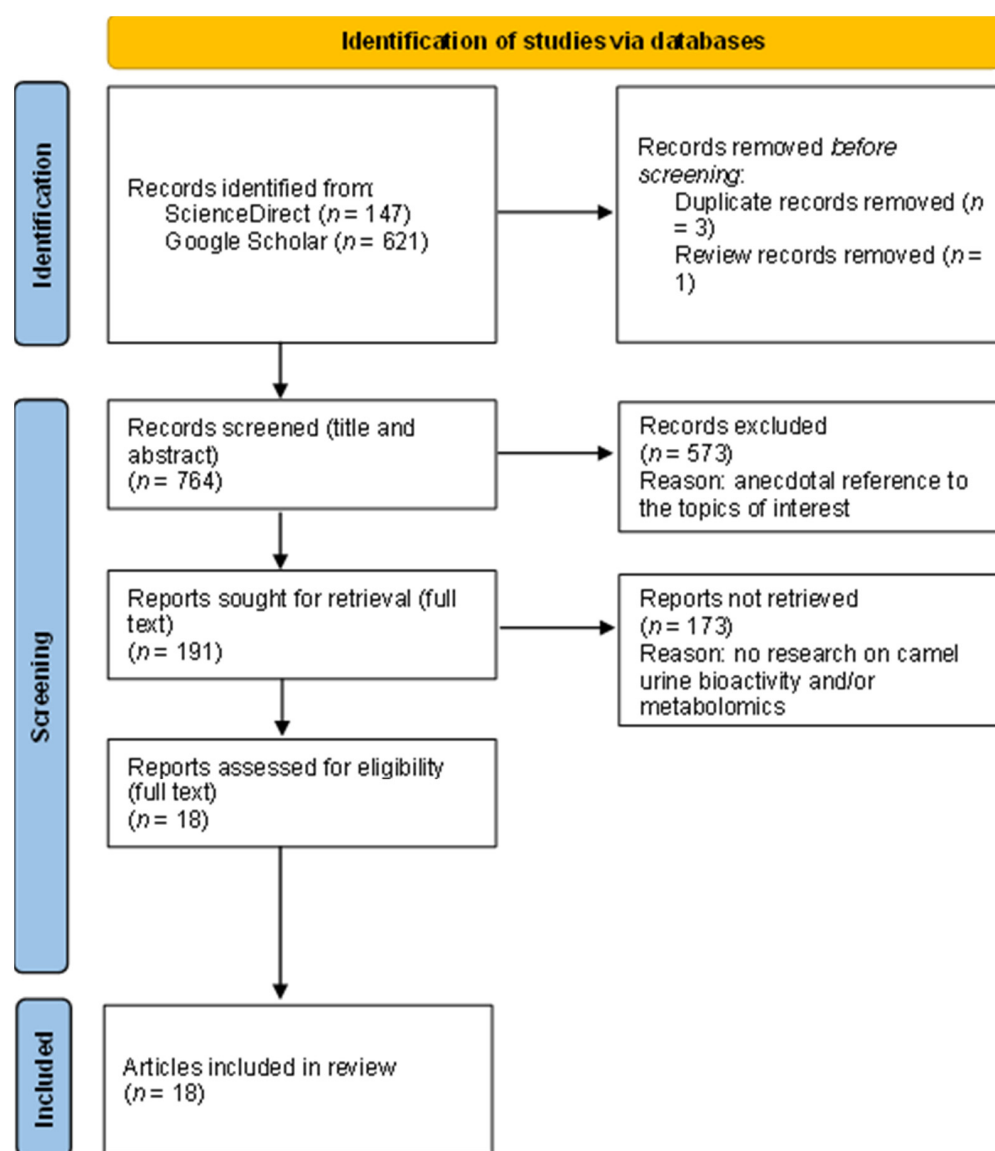 Identification of studies via databases
Identification
Records identified from:
ScienceDirect (n = 147)
Google Scholar (n = 621)
Records removed before
screening:
Duplicate records removed (n
= 3)
Review records removed (n =
1)
Screening
Records screened (title and
abstract)
(n = 764)
Records excluded
(n = 573)
Reason: anecdotal reference to
the topics of interest
Reports sought for retrieval (full
text)
(n = 191)
Reports not retrieved
(n = 173)
Reason: no research on camel
urine bioactivity and/or
metabolomics
Reports assessed for eligibility
(full text)
(n = 18)
Included
Articles included in review
(n = 18)